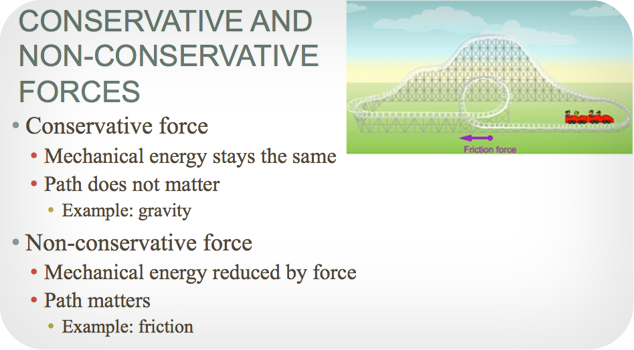 CONSERVATIVE AND
NON-CONSERVATIVE
FORCES
• Conservative force
• Mechanical energy stays the same
• Path does not matter
• Example: gravity
• Non-conservative force
• Mechanical energy reduced by force
• Path matters
• Example: friction
Friction force